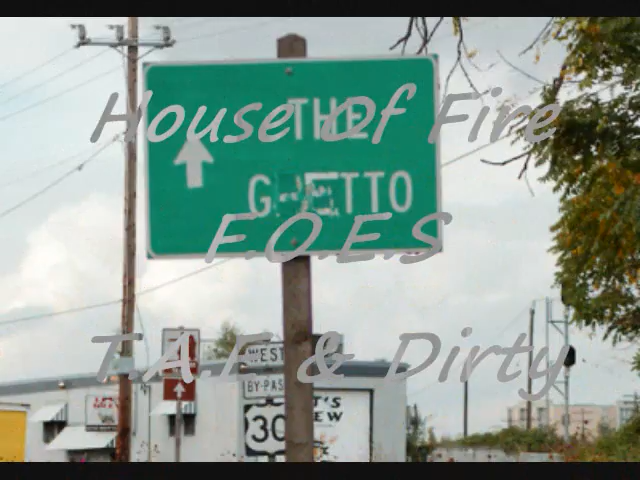 House Of Fire
THE
GHETTO
F.O.E.S
T.A.F. & Dirty
WEST
BY-PASS
30